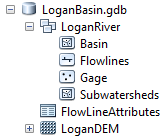 LoganBasin.gdb
LoganRiver
Basin
Flowlines
Gage
Subwatersheds
FlowLineAttributes
LoganDEM